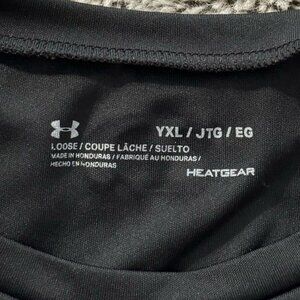 YXL / JTG / EG
LOOSE / COUPE LÂCHE / SUELTO
MADE IN HONDURAS / FABRIQUÉ AU HONDURAS /
HECHO EN HONDURAS
HEATGEAR